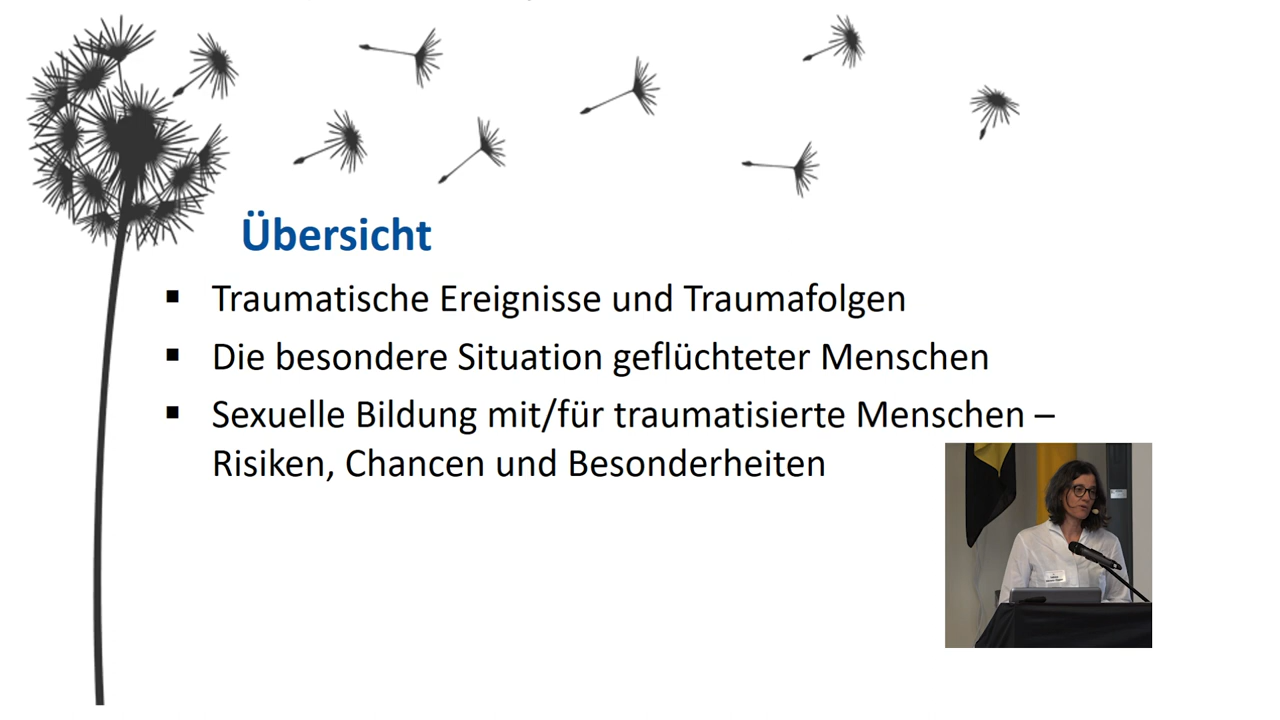 Übersicht
▪ Traumatische Ereignisse und Traumafolgen
▪ Die besondere Situation geflüchteter Menschen
▪ Sexuelle Bildung mit/für traumatisierte Menschen –
Risiken, Chancen und Besonderheiten